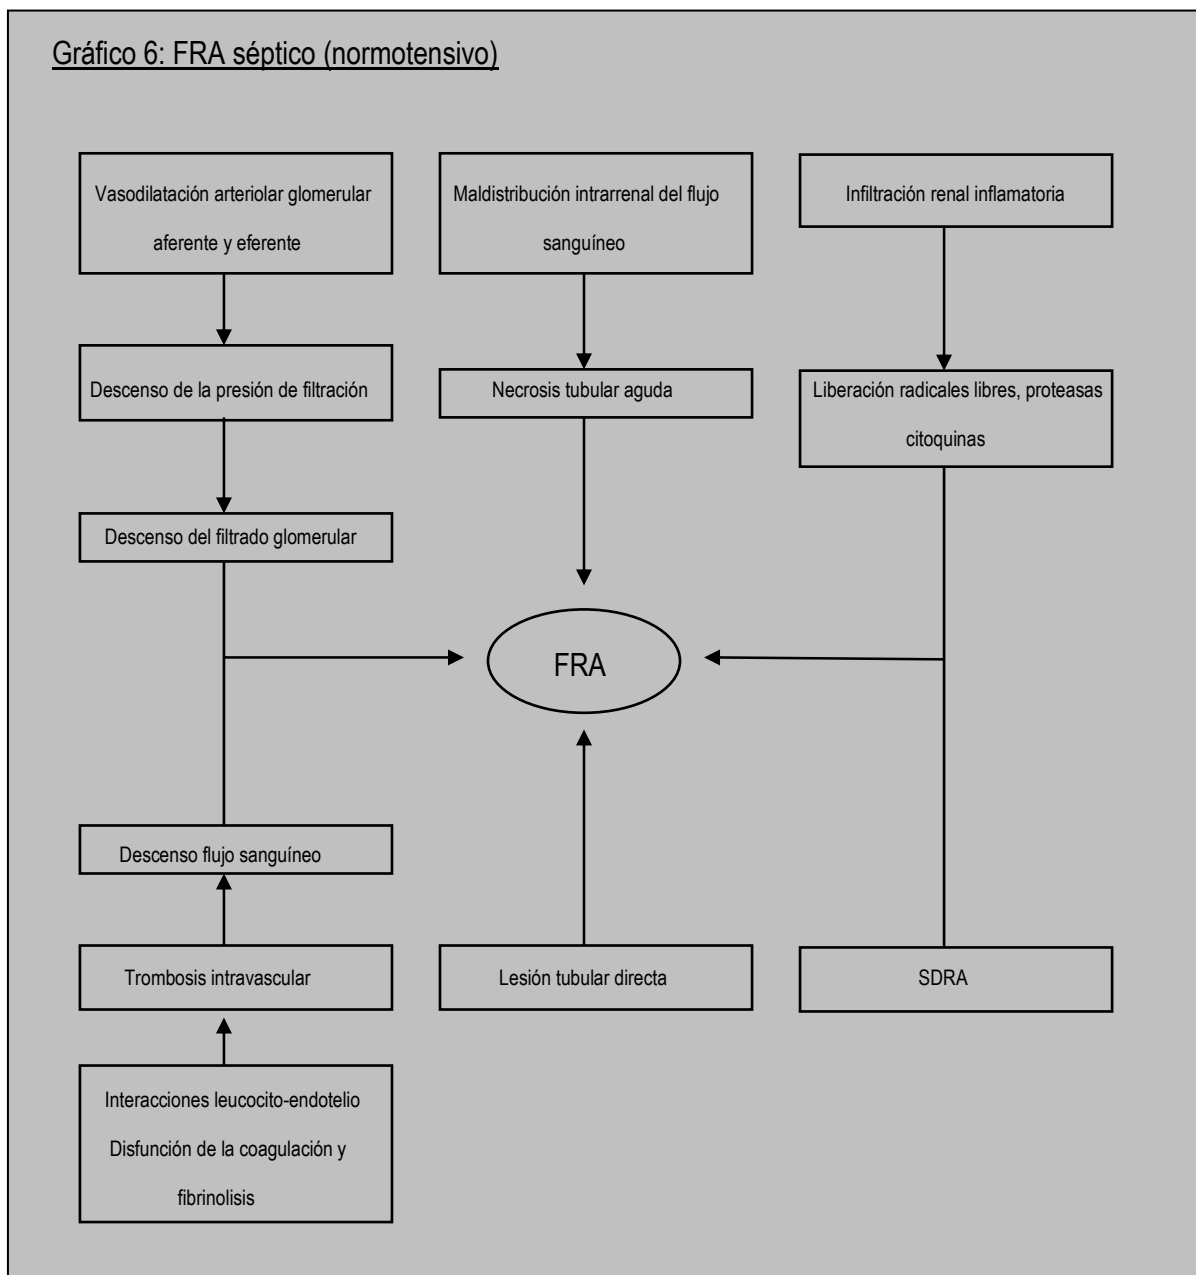 Gráfico 6: FRA séptico (normotensivo)
Vasodilatación arteriolar glomerular
aferente y eferente
Maldistribución intrarrenal del flujo
sanguíneo
Infiltración renal inflamatoria
Descenso de la presión de filtración
Necrosis tubular aguda
Liberación radicales libres, proteasas
citoquinas
Descenso del filtrado glomerular
FRA
Descenso flujo sanguíneo
Trombosis intravascular
Lesión tubular directa
SDRA
Interacciones leucocito-endotelio
Disfunción de la coagulación y
fibrinolisis